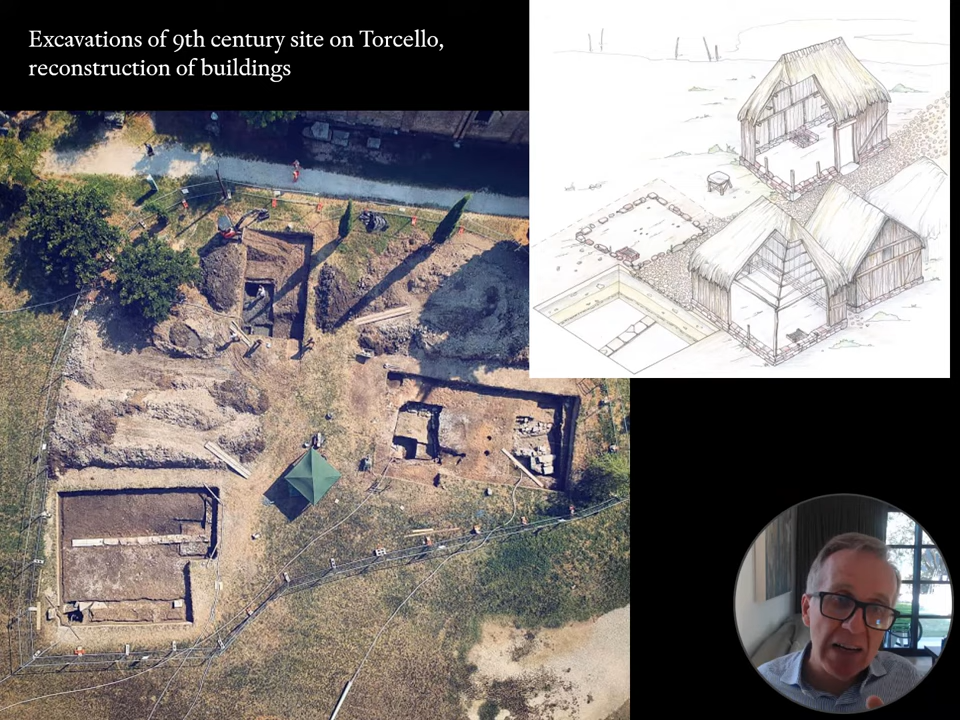 Excavations of 9th century site on Torcello,
reconstruction of buildings